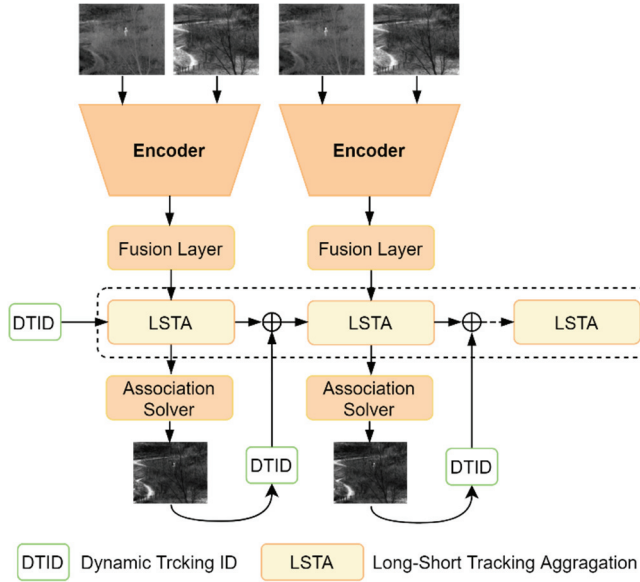 Encoder
Encoder
Fusion Layer
Fusion Layer
DTID
LSTA
LSTA
LSTA
Association
Solver
Association
Solver
DTID
DTID
DTID
Dynamic Trcking ID
LSTA
Long-Short Tracking Aggragation